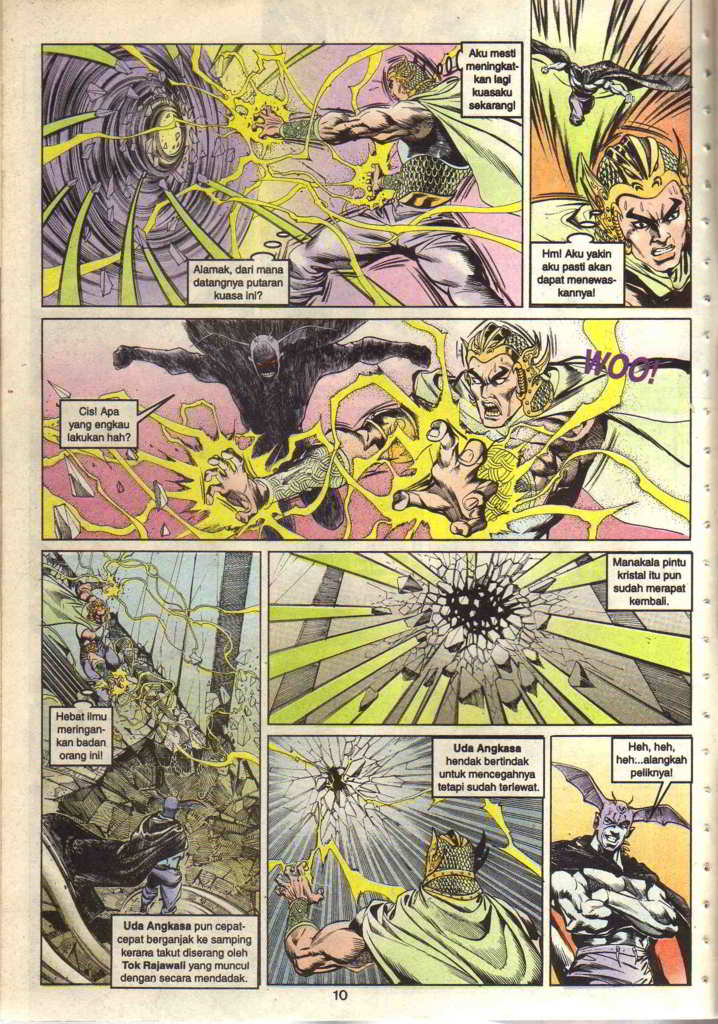 Aku mesti
meningkat-
kan lagi
kuasaku
sekarang!
Alamak, dari mana
datangnya putaran
kuasa ini?
Hm! Aku yakin
aku pasti akan
dapat menewas-
kannya!
WOO!
Cis! Apa
yang engkau
lakukan hah?
Hebat ilmu
meringan-
kan badan
orang ini!
Uda Angkasa pun cepat-
cepat berganjak ke samping
kerana takut diserang oleh
Tok Rajawali yang muncul
dengan secara mendadak.
Manakala pintu
kristal itu pun
sudah merapat
kembali.
Uda Angkasa
hendak bertindak
untuk mencegahnya
tetapi sudah terlewat.
Heh, heh,
heh...alangkah
peliknya!
10